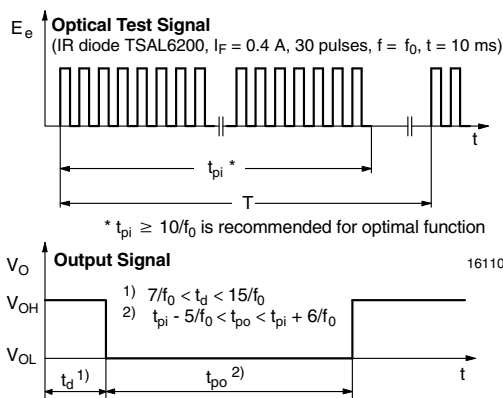 Optical Test Signal
E_e
(IR diode TSAL6200, I_F = 0.4 A, 30 pulses, f = f_0, t = 10 ms)
t
t_pi *
T
* t_pi ≥ 10/f_0 is recommended for optimal function
V_O
Output Signal
16110
V_OH
1) 7/f_0 < t_d < 15/f_0
2) t_pi - 5/f_0 < t_po < t_pi + 6/f_0
V_OL
t
t_d 1)
t_po 2)